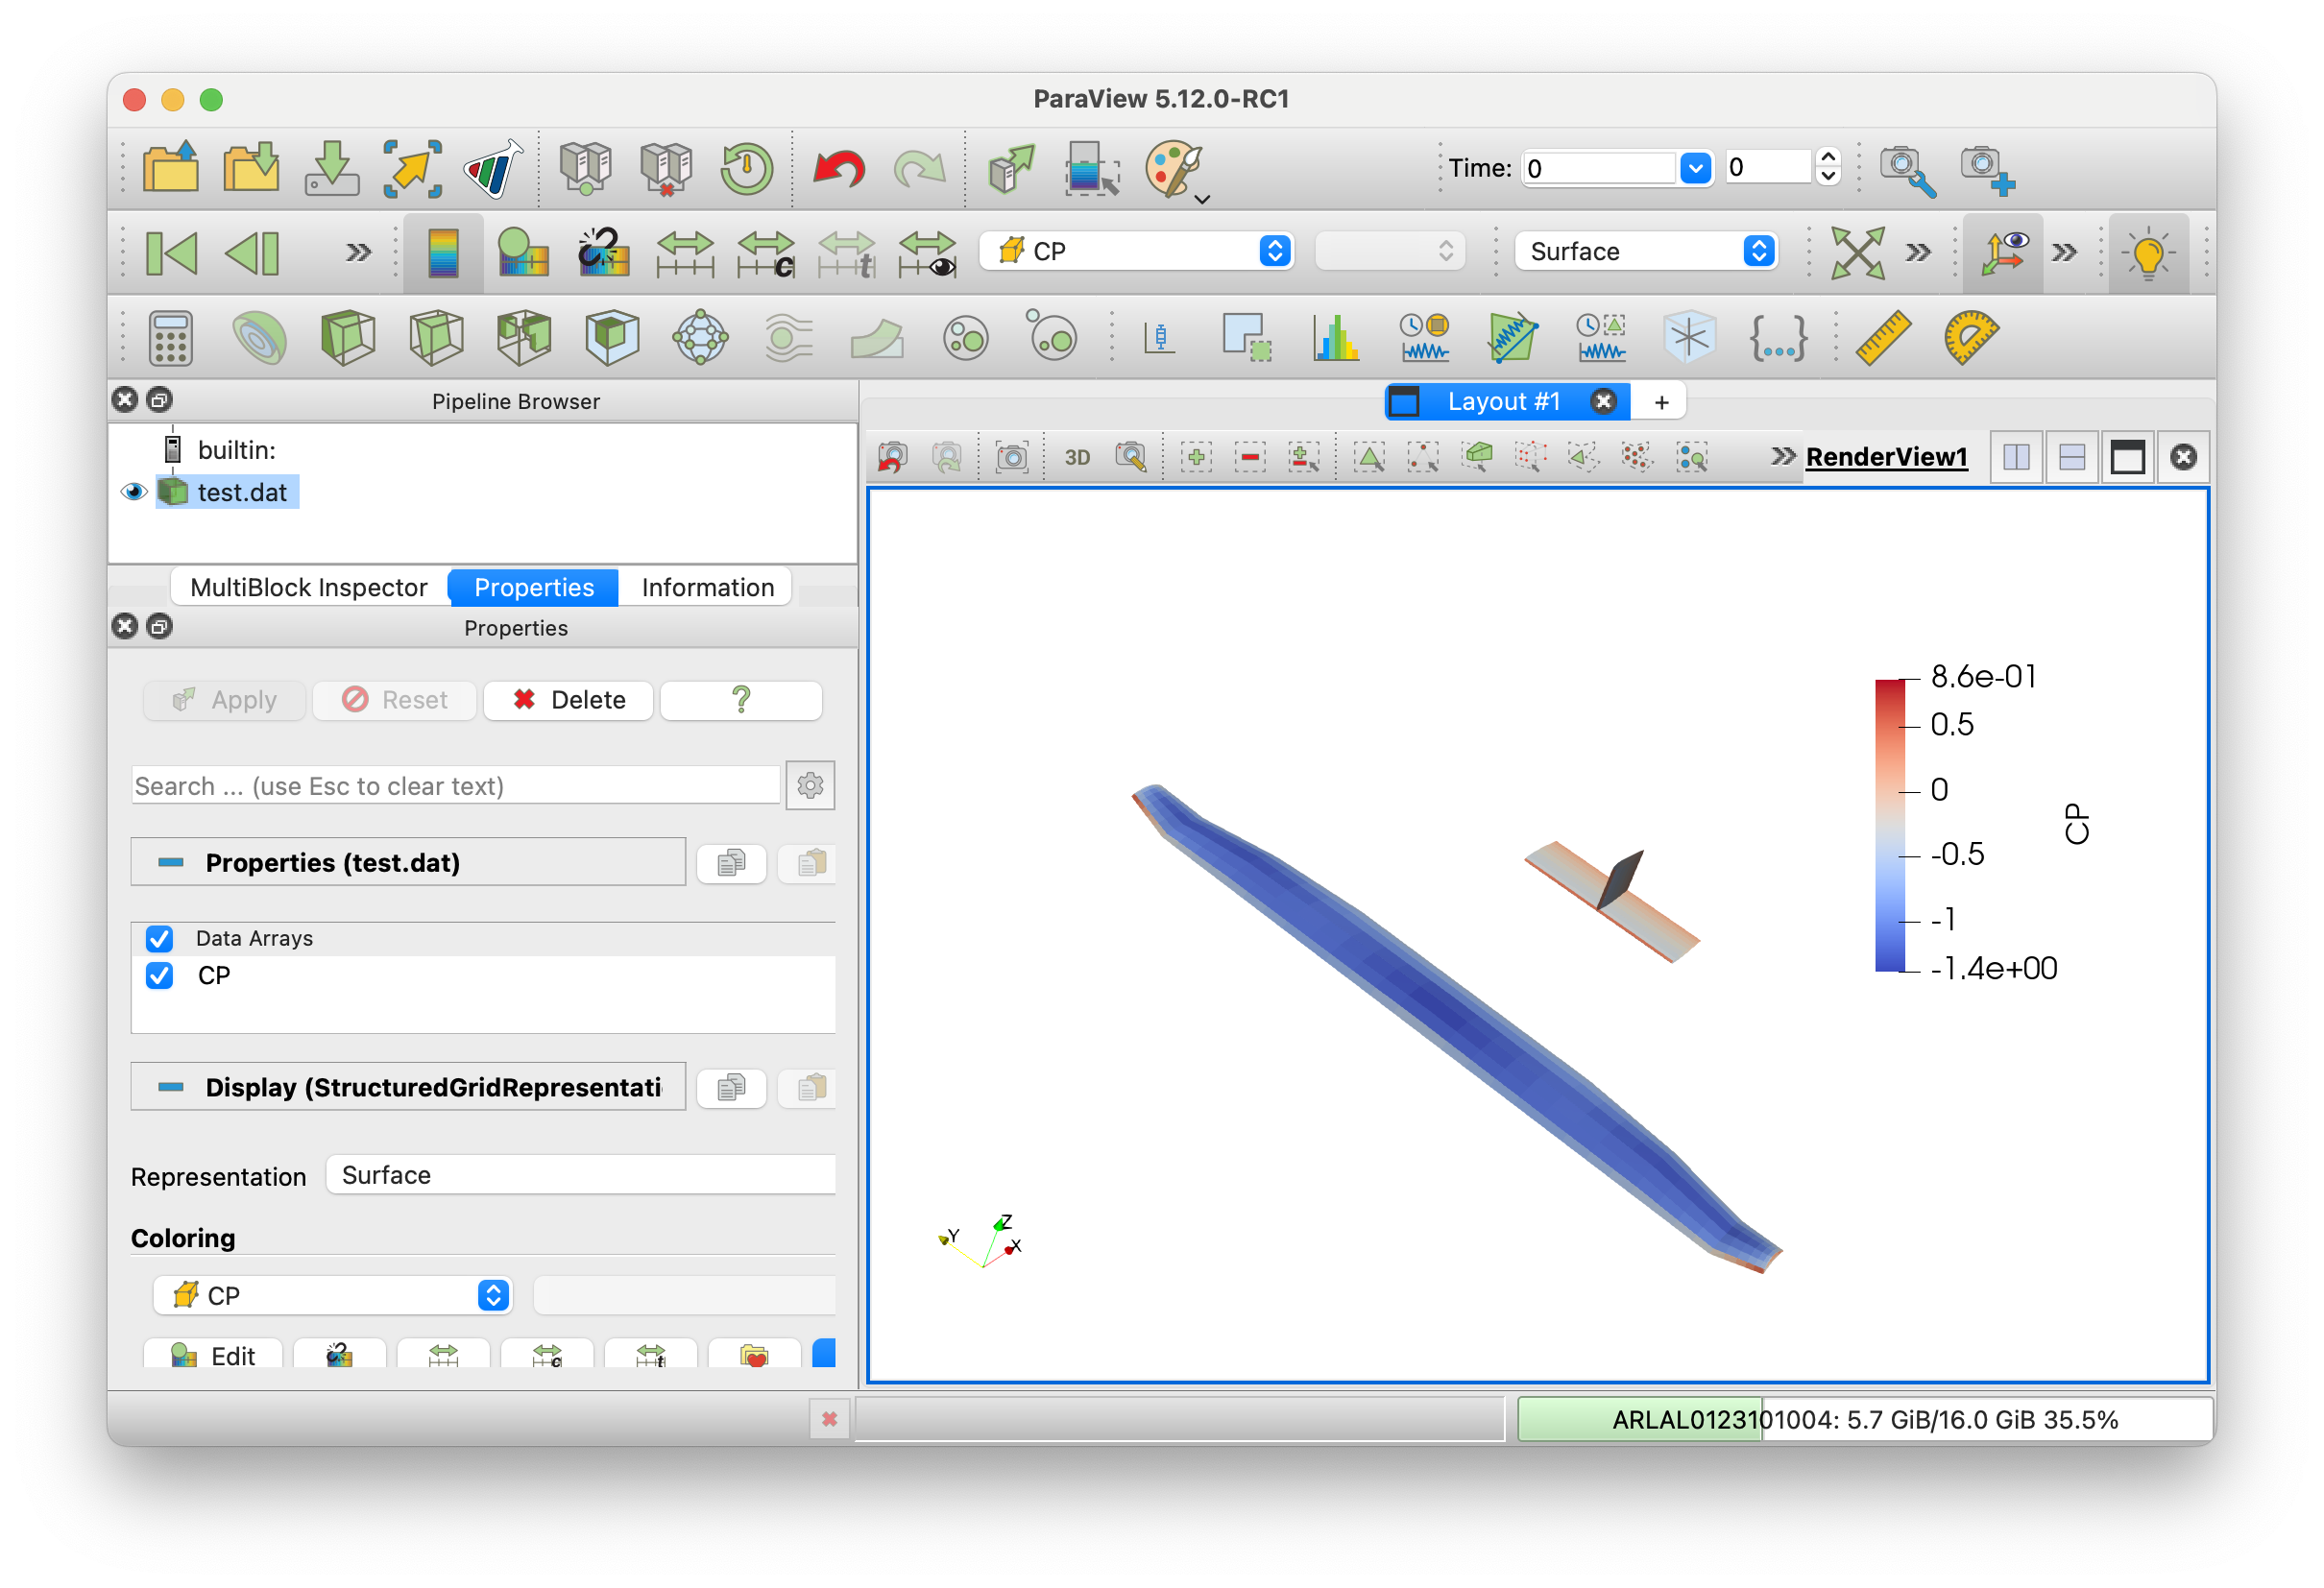 ParaView 5.12.0-RC1
3D
Time: 0 0
c t CP Surface
{...}
Pipeline Browser
builtin:
test.dat
MultiBlock Inspector Properties Information
Properties
Apply Reset Delete ?
Search ... (use Esc to clear text)
Properties (test.dat)
Data Arrays
CP
Display (StructuredGridRepresentati
Representation Surface
Coloring
CP
Edit c t
Layout #1 +
RenderView1
8.6e-01
0.5
0
-0.5
-1
-1.4e+00
CP
Z
Y
X
ARLAL0123101004: 5.7 GiB/16.0 GiB 35.5%